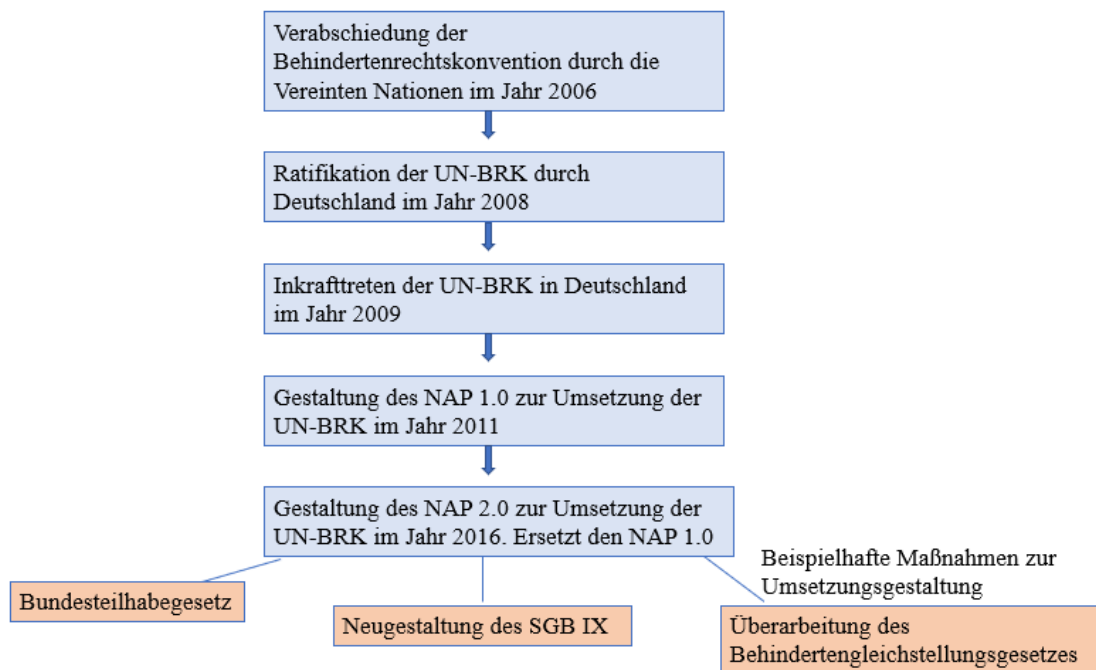 Verabschiedung der
Behindertenrechtskonvention durch die
Vereinten Nationen im Jahr 2006
Ratifikation der UN-BRK durch
Deutschland im Jahr 2008
Inkrafttreten der UN-BRK in Deutschland
im Jahr 2009
Gestaltung des NAP 1.0 zur Umsetzung der
UN-BRK im Jahr 2011
Gestaltung des NAP 2.0 zur Umsetzung der
UN-BRK im Jahr 2016. Ersetzt den NAP 1.0
Beispielhafte Maßnahmen zur
Umsetzungsgestaltung
Bundesteilhabegesetz
Neugestaltung des SGB IX
Überarbeitung des
Behindertengleichstellungsgesetzes